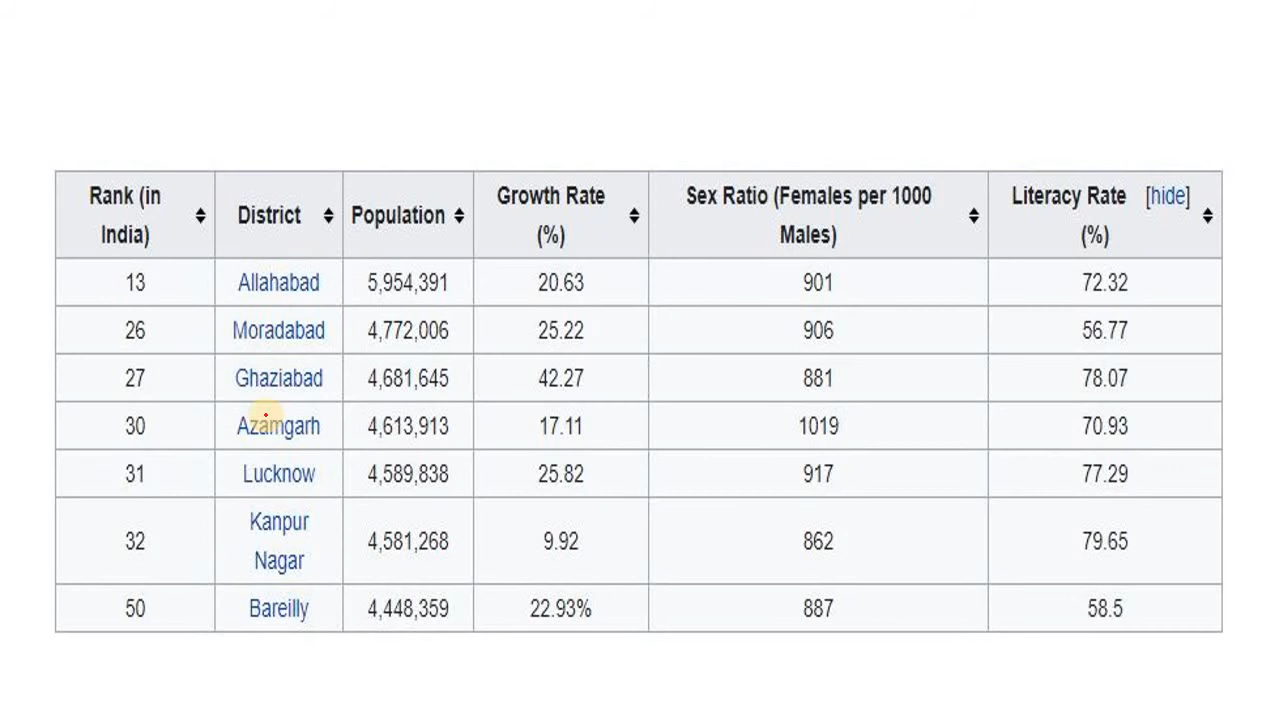 Rank (in India) District Population Growth Rate (%) Sex Ratio (Females per 1000 Males) Literacy Rate (%) [hide]
13 Allahabad 5,954,391 20.63 901 72.32
26 Moradabad 4,772,006 25.22 906 56.77
27 Ghaziabad 4,681,645 42.27 881 78.07
30 Azamgarh 4,613,913 17.11 1019 70.93
31 Lucknow 4,589,838 25.82 917 77.29
32 Kanpur Nagar 4,581,268 9.92 862 79.65
50 Bareilly 4,448,359 22.93% 887 58.5